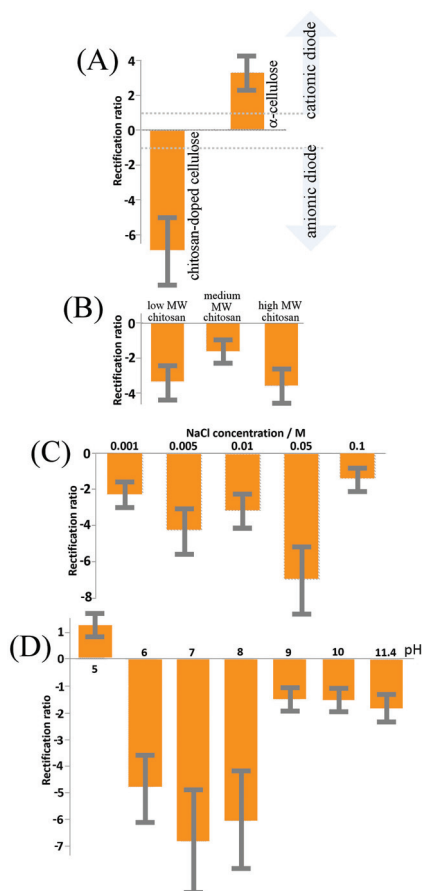 (A)
Rectification ratio
4
2
0
-2
-4
-6
chitosan-doped cellulose
α-cellulose
cationic diode
anionic diode
(B)
low MW
chitosan
medium
MW
chitosan
high MW
chitosan
Rectification ratio
0
-2
-4
(C)
NaCl concentration / M
0.001 0.005 0.01 0.05 0.1
Rectification ratio
0
-2
-4
-6
-8
(D)
Rectification ratio
1
0
-1
-2
-3
-4
-5
-6
-7
5 6 7 8 9 10 11.4 pH